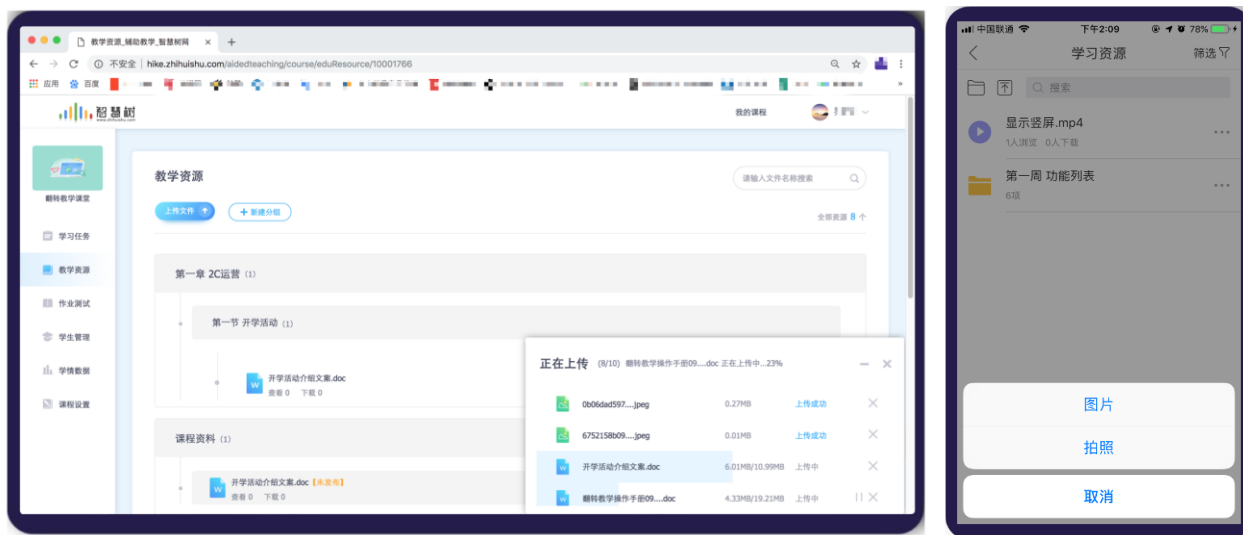 教学资源_辅助教学_智慧树网
不安全 | hike.zhihuishu.com/aidedteaching/course/eduResource/10001766
应用 百度
智慧树
我的课程
翻转教学课堂
学习任务
教学资源
作业测试
学生管理
学情数据
课程设置
教学资源
请输入文件名称搜索
上传文件
+ 新建分组
全部资源 8 个
第一章 2C运营 (1)
第一节 开学活动 (1)
开学活动介绍文案.doc
查看 0 下载 0
课程资料 (1)
开学活动介绍文案.doc【未发布】
查看 0 下载 0
正在上传 (8/10) 翻转教学操作手册09....doc 正在上传中...23%
0b06dad597....jpeg 0.27MB 上传成功
6752158b09....jpeg 0.01MB 上传成功
开学活动介绍文案.doc 6.01MB/10.99MB 上传中
翻转教学操作手册09....doc 4.33MB/19.21MB 上传中
中国联通 下午2:09 78%
学习资源 筛选
搜索
显示竖屏.mp4
1人浏览 0人下载
第一周 功能列表
6项
图片
拍照
取消